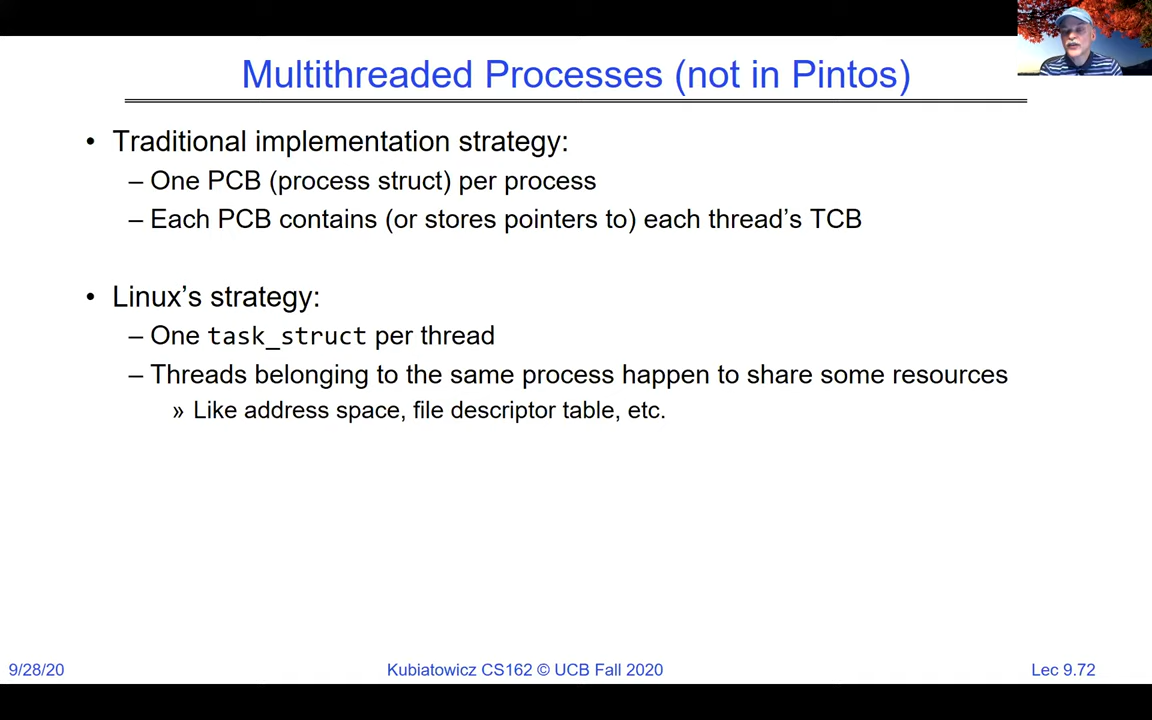 Multithreaded Processes (not in Pintos)
• Traditional implementation strategy:
– One PCB (process struct) per process
– Each PCB contains (or stores pointers to) each thread’s TCB
• Linux’s strategy:
– One task_struct per thread
– Threads belonging to the same process happen to share some resources
» Like address space, file descriptor table, etc.
9/28/20
Kubiatowicz CS162 © UCB Fall 2020
Lec 9.72